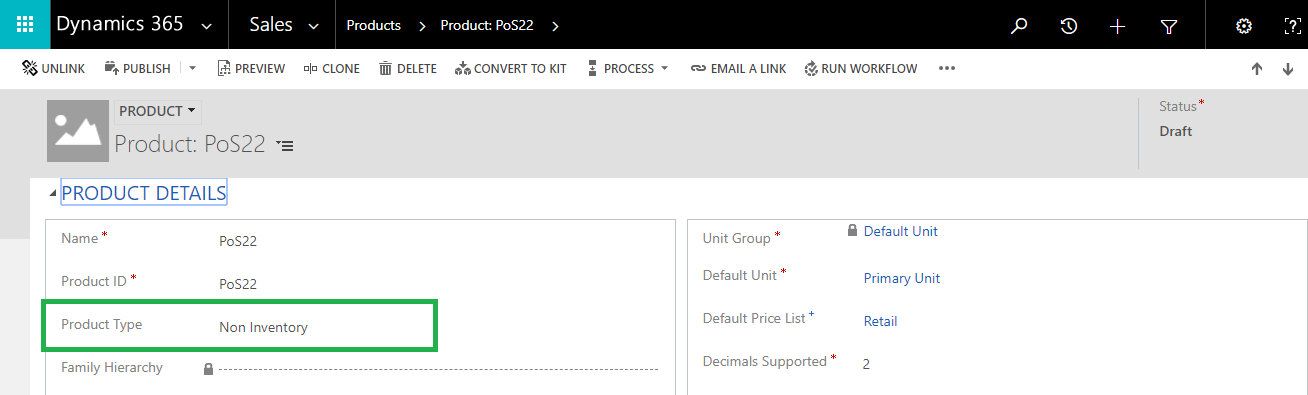 Dynamics 365 Sales Products Product: PoS22
UNLINK PUBLISH PREVIEW CLONE DELETE CONVERT TO KIT PROCESS EMAIL A LINK RUN WORKFLOW •••
PRODUCT
Product: PoS22
Status*
Draft
PRODUCT DETAILS
Name * PoS22
Product ID * PoS22
Product Type Non Inventory
Family Hierarchy
Unit Group * Default Unit
Default Unit * Primary Unit
Default Price List + Retail
Decimals Supported * 2